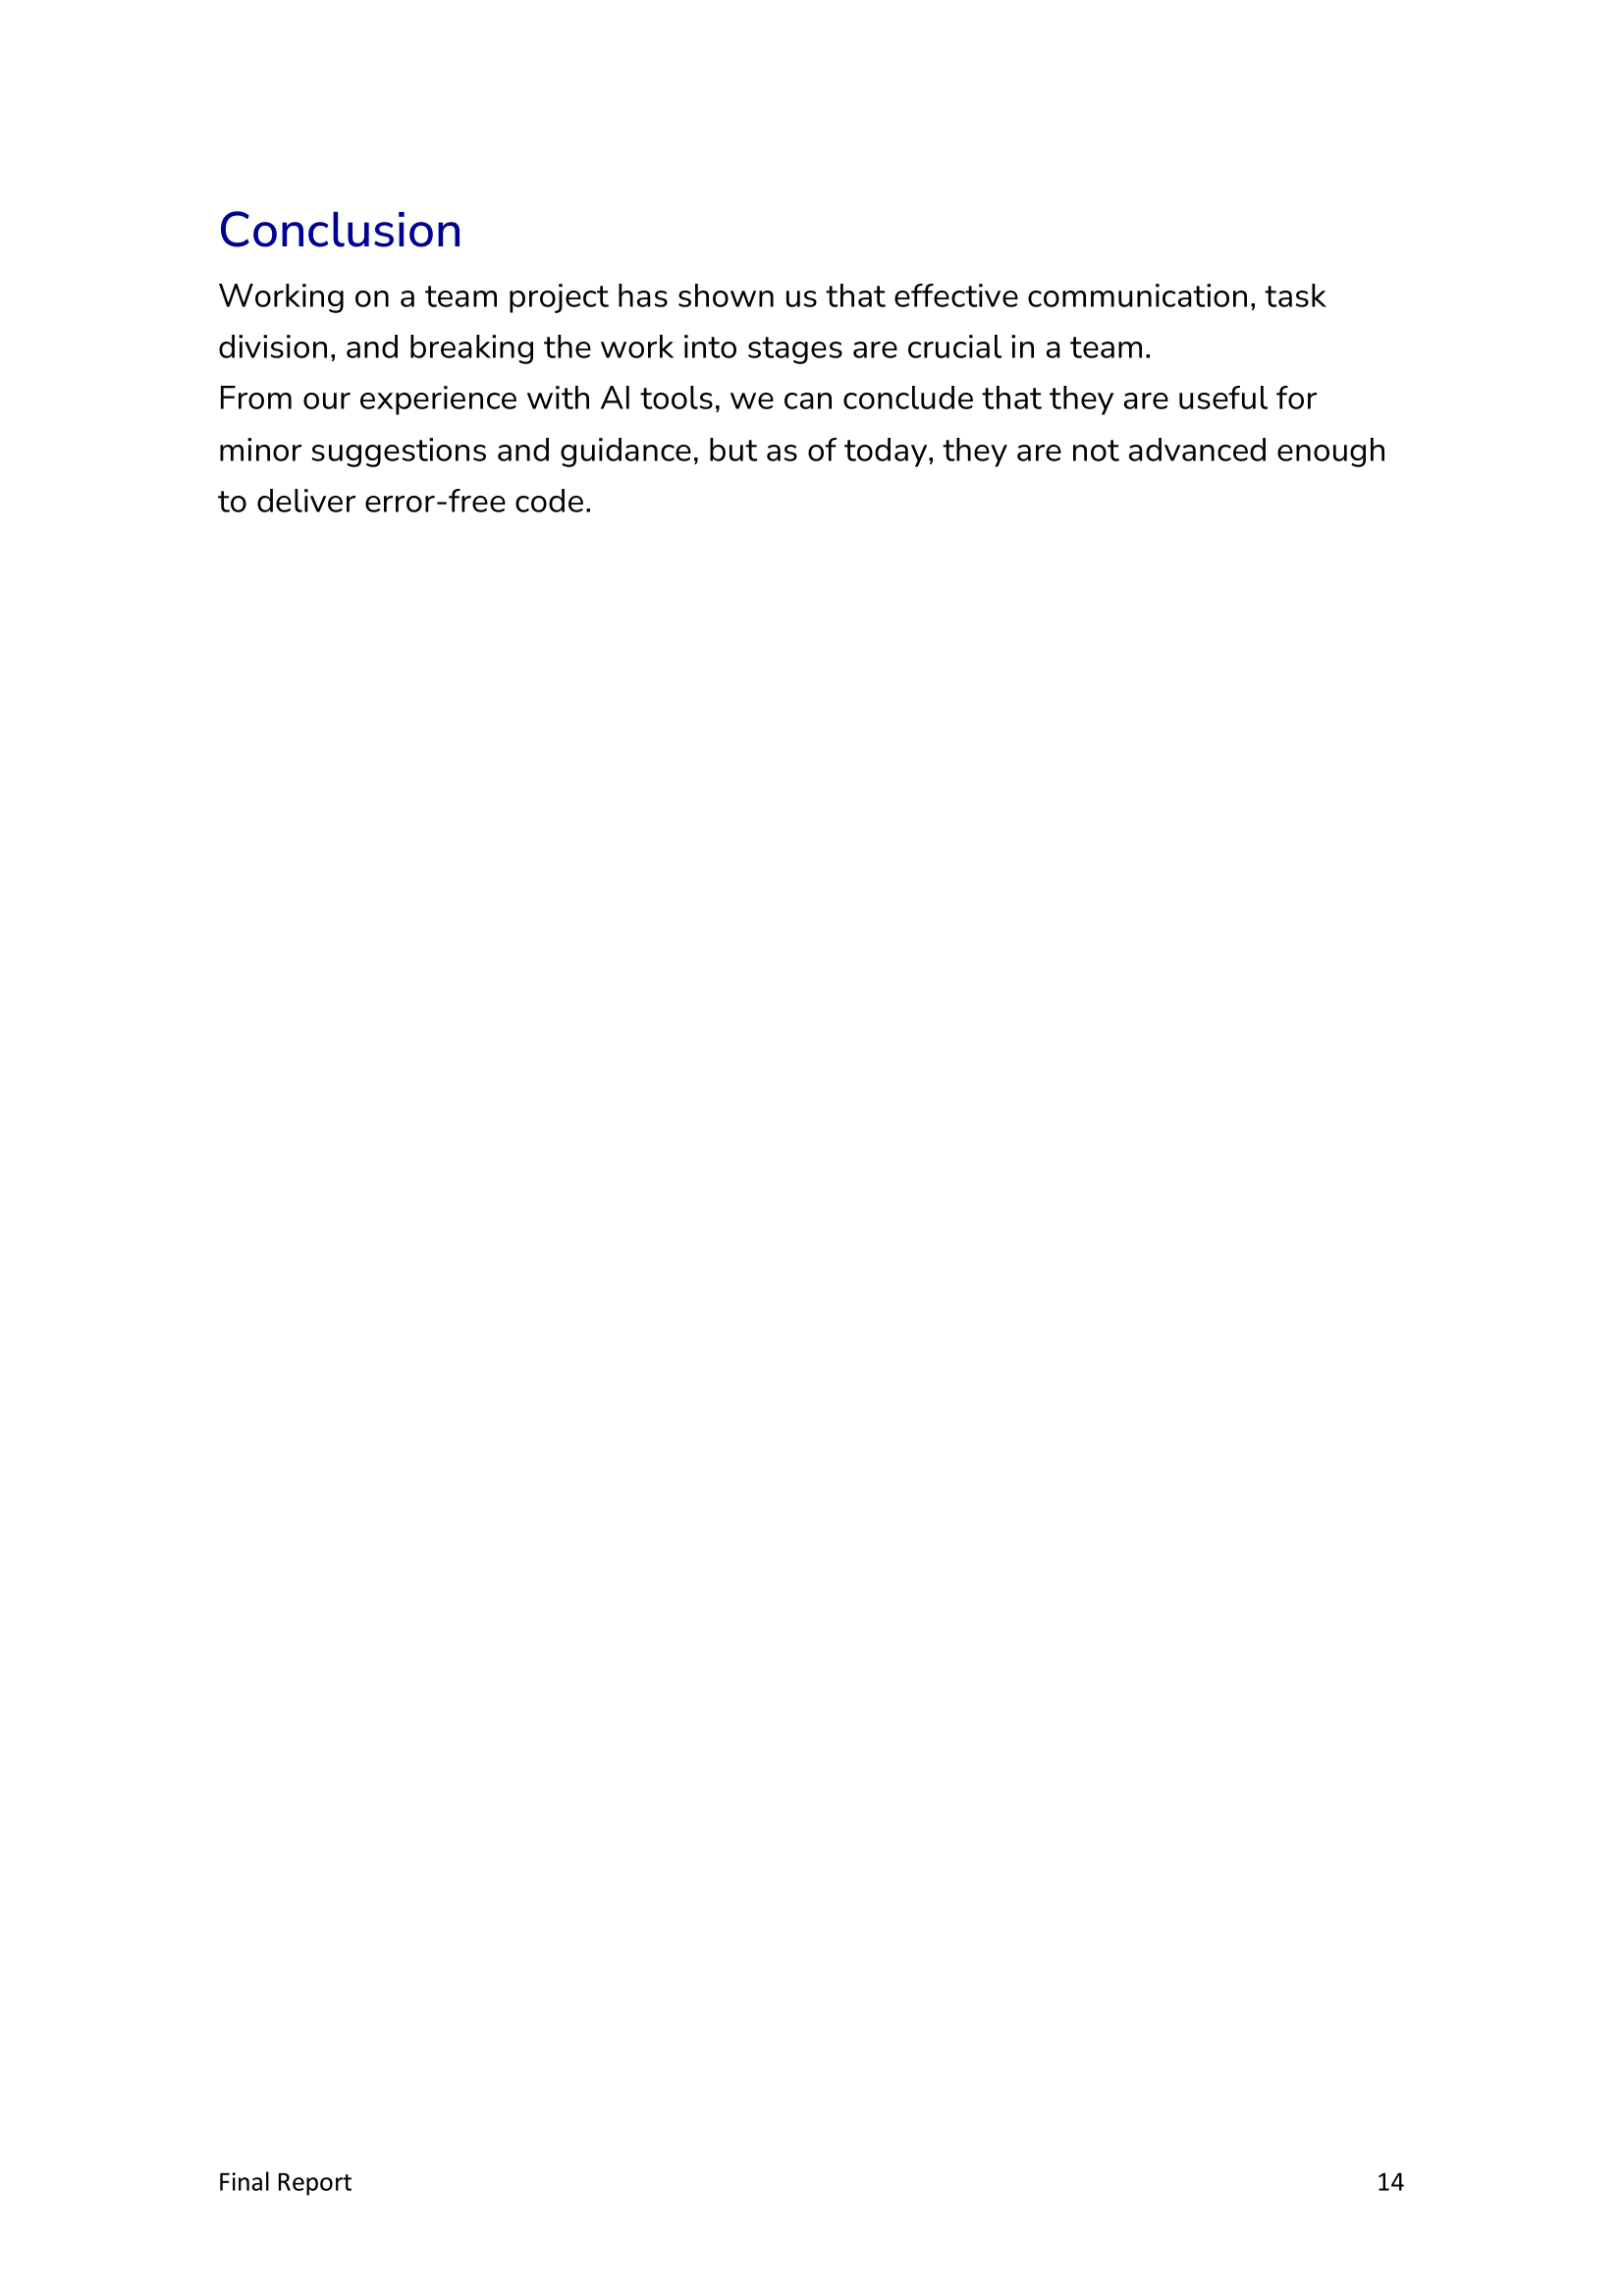 Conclusion
Working on a team project has shown us that effective communication, task
division, and breaking the work into stages are crucial in a team.
From our experience with AI tools, we can conclude that they are useful for
minor suggestions and guidance, but as of today, they are not advanced enough
to deliver error-free code.
Final Report 14